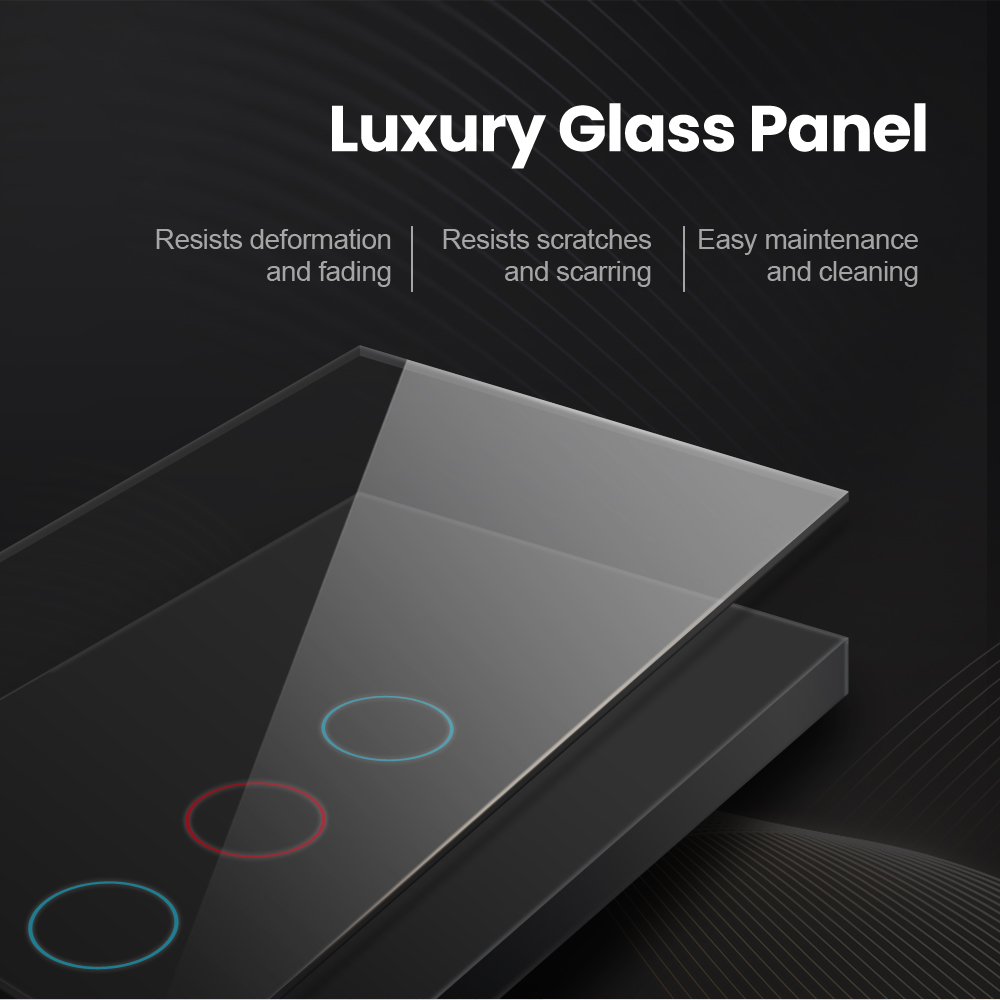 Luxury Glass Panel
Resists deformation
and fading
Resists scratches
and scarring
Easy maintenance
and cleaning